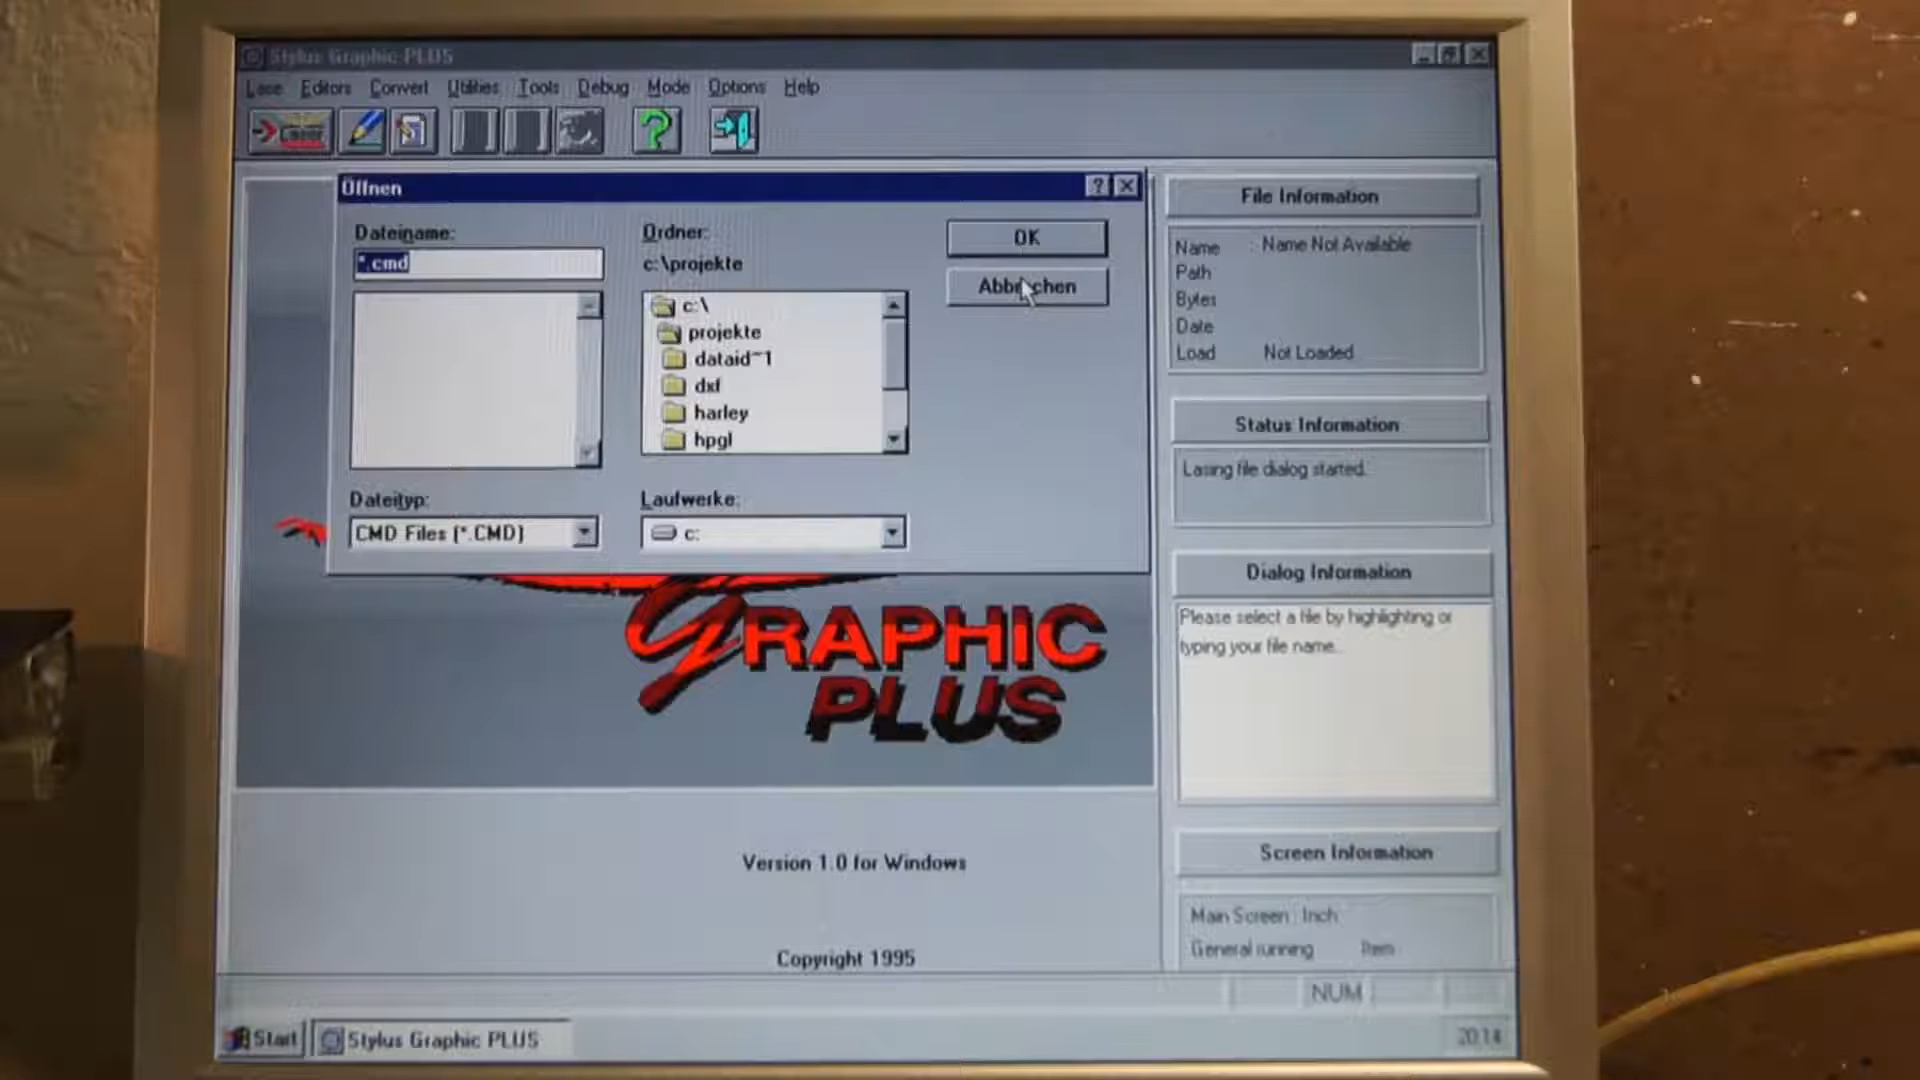 Stylus Graphic PLUS
Lase Editors Convert Utilities Tools Debug Mode Options Help
Öffnen
Dateiname:
*.cmd
Ordner:
c:\projekte
c:\
projekte
dataid~1
dxf
harley
hpgl
OK
Abbrechen
Dateityp:
CMD Files (*.CMD)
Laufwerke:
c:
GRAPHIC
PLUS
Version 1.0 for Windows
Copyright 1995
File Information
Name : Name Not Available
Path
Bytes
Date
Load Not Loaded
Status Information
Lasing file dialog started.
Dialog Information
Please select a file by highlighting or
typing your file name..
Screen Information
Main Screen : Inch
General running Item
NUM
Start
Stylus Graphic PLUS
20:14